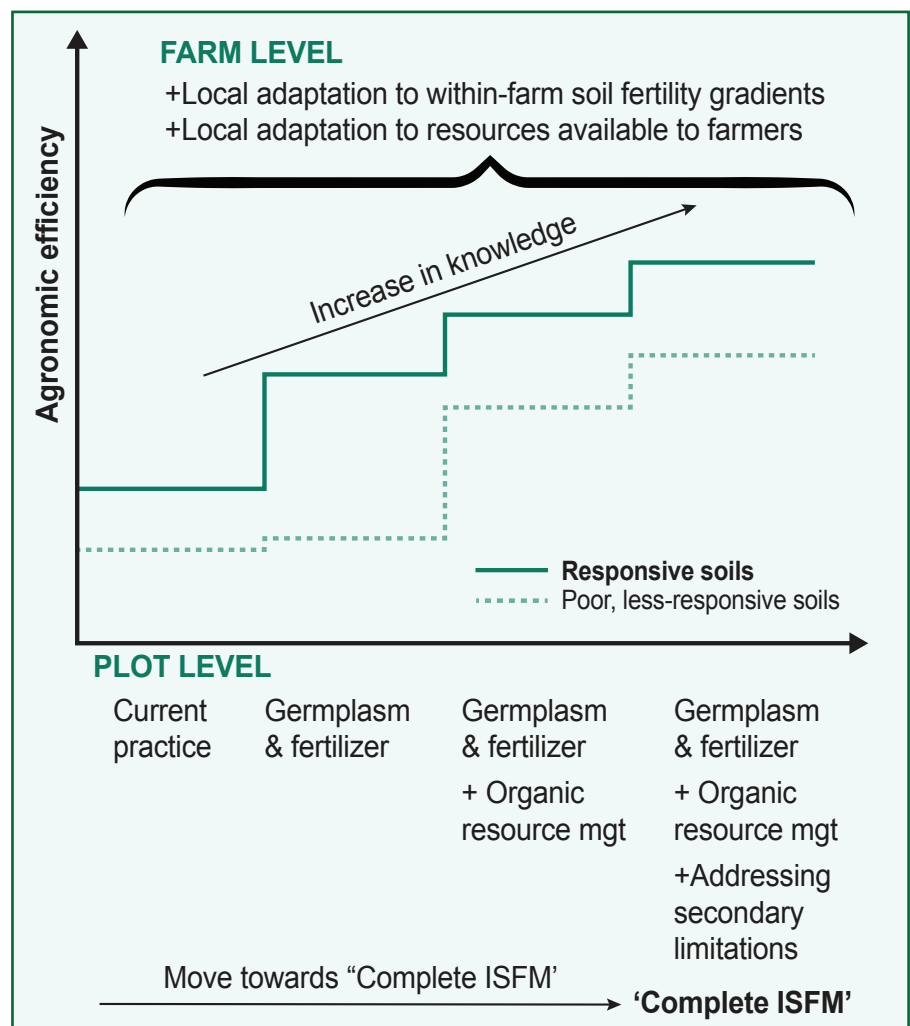 FARM LEVEL
+Local adaptation to within-farm soil fertility gradients
+Local adaptation to resources available to farmers
Agronomic efficiency
Increase in knowledge
Responsive soils
Poor, less-responsive soils
PLOT LEVEL
Current
practice
Germplasm
& fertilizer
Germplasm
& fertilizer
+ Organic
resource mgt
Germplasm
& fertilizer
+ Organic
resource mgt
+Addressing
secondary
limitations
Move towards “Complete ISFM’
‘Complete ISFM’